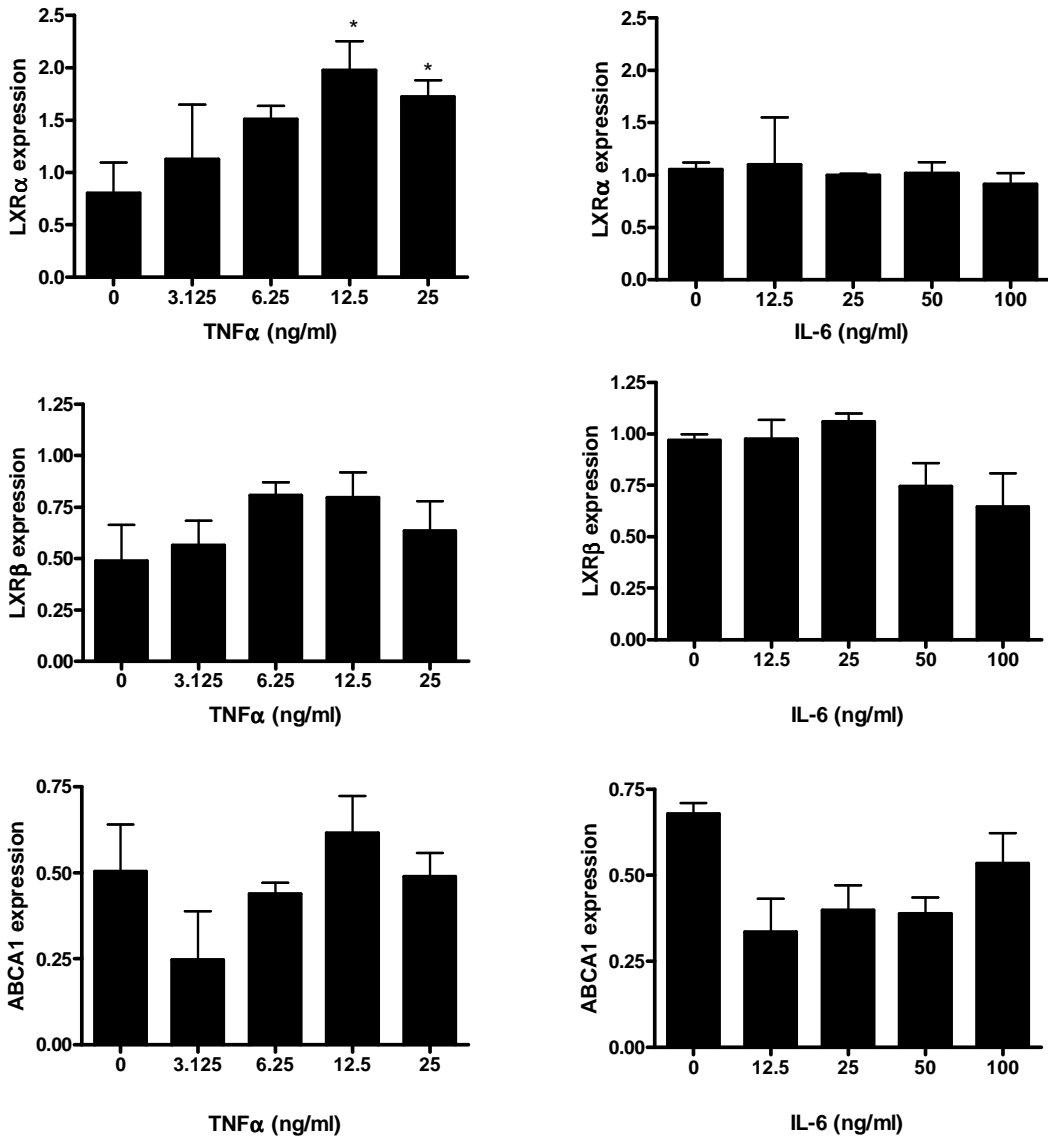 LXRα expression
2.5
2.0
1.5
1.0
0.5
0.0
*
*
0 3.125 6.25 12.5 25
TNFα (ng/ml)
LXRα expression
2.5
2.0
1.5
1.0
0.5
0.0
0 12.5 25 50 100
IL-6 (ng/ml)
LXRβ expression
1.25
1.00
0.75
0.50
0.25
0.00
0 3.125 6.25 12.5 25
TNFα (ng/ml)
LXRβ expression
1.25
1.00
0.75
0.50
0.25
0.00
0 12.5 25 50 100
IL-6 (ng/ml)
ABCA1 expression
0.75
0.50
0.25
0.00
0 3.125 6.25 12.5 25
TNFα (ng/ml)
ABCA1 expression
0.75
0.50
0.25
0.00
0 12.5 25 50 100
IL-6 (ng/ml)